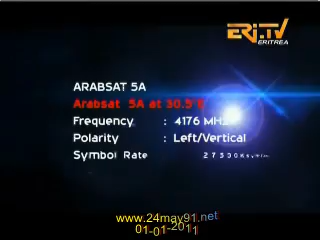 ERI.TV
ERITREA
ARABSAT 5A
Arabsat 5A at 30.5 E
Frequency : 4176 MHz
Polarity : Left/Vertical
Symbol Rate 27500Ks
www.24may91.net
01-01-2011